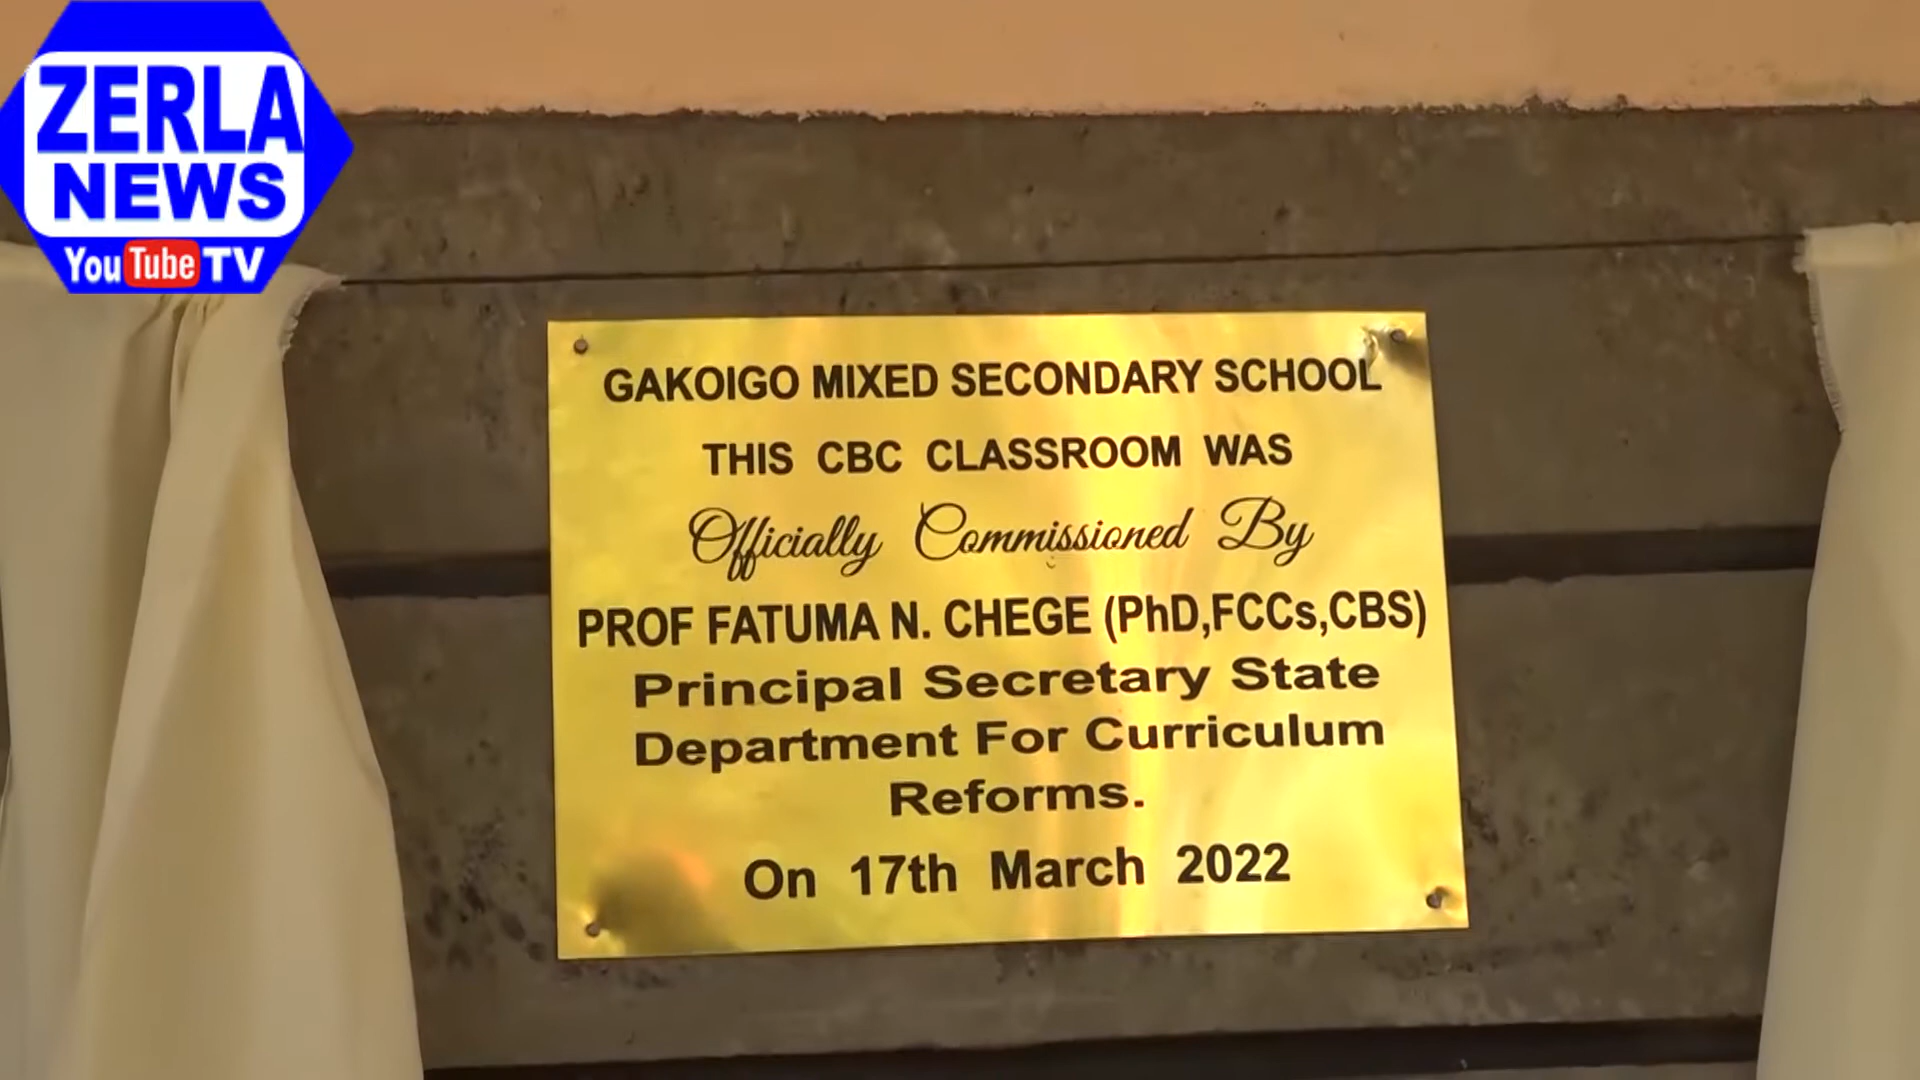 ZERLA
NEWS
YouTube TV
GAKOIGO MIXED SECONDARY SCHOOL
THIS CBC CLASSROOM WAS
Officially Commissioned By
PROF FATUMA N. CHEGE (PhD,FCCs,CBS)
Principal Secretary State
Department For Curriculum
Reforms.
On 17th March 2022